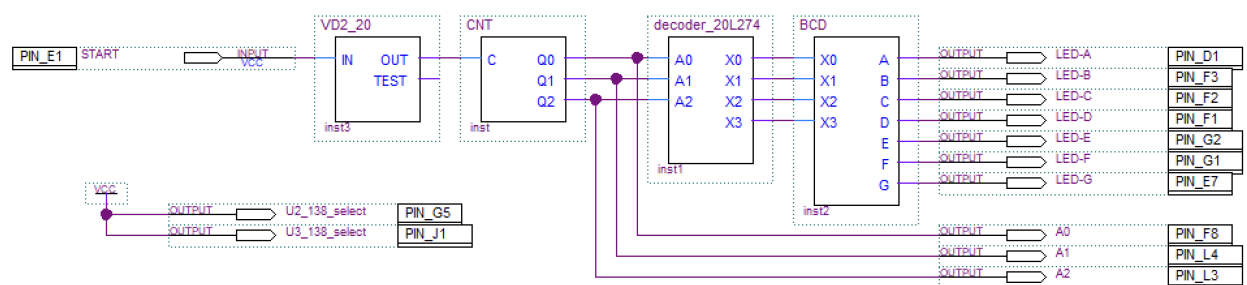 VD2_20 CNT decoder_20L274 BCD
PIN_E1 START INPUT VCC IN OUT C Q0 A0 X0 X0 A OUTPUT LED-A PIN_D1
TEST Q1 A1 X1 X1 B OUTPUT LED-B PIN_F3
Q2 A2 X2 X2 C OUTPUT LED-C PIN_F2
X3 X3 D OUTPUT LED-D PIN_F1
inst3 inst E OUTPUT LED-E PIN_G2
inst1 F OUTPUT LED-F PIN_G1
G OUTPUT LED-G PIN_E7
inst2
VCC
OUTPUT U2_138_select PIN_G5
OUTPUT U3_138_select PIN_J1
OUTPUT A0 PIN_F8
OUTPUT A1 PIN_L4
OUTPUT A2 PIN_L3